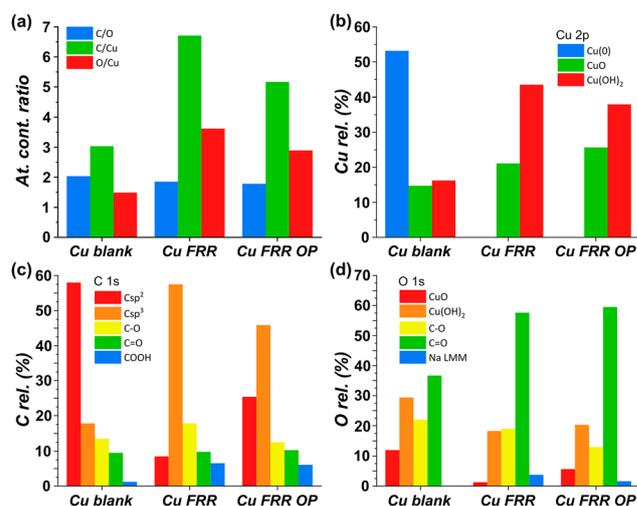 (a)
C/O
C/Cu
O/Cu
At. cont. ratio
7
6
5
4
3
2
1
0
Cu blank Cu FRR Cu FRR OP
(b)
Cu 2p
Cu(0)
CuO
Cu(OH)₂
Cu rel. (%)
60
50
40
30
20
10
0
Cu blank Cu FRR Cu FRR OP
(c)
C 1s
Csp²
Csp³
C-O
C=O
COOH
C rel. (%)
60
50
40
30
20
10
0
Cu blank Cu FRR Cu FRR OP
(d)
O 1s
CuO
Cu(OH)₂
C-O
C=O
Na LMM
O rel. (%)
70
60
50
40
30
20
10
0
Cu blank Cu FRR Cu FRR OP